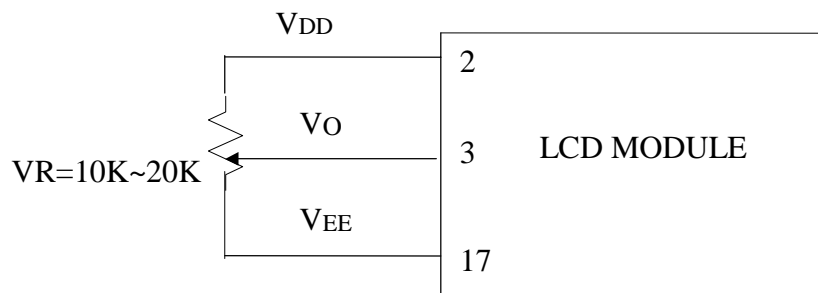 VDD
2
VO
3
LCD MODULE
VR=10K~20K
VEE
17